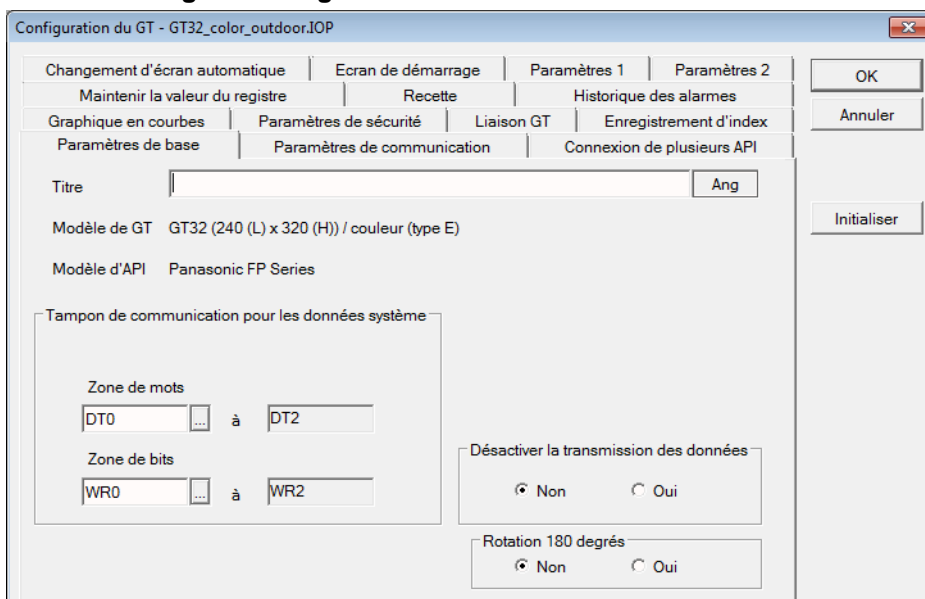 Configuration du GT - GT32_color_outdoor.IOP
Changement d'écran automatique Ecran de démarrage Paramètres 1 Paramètres 2
Maintenir la valeur du registre Recette Historique des alarmes
Graphique en courbes Paramètres de sécurité Liaison GT Enregistrement d'index
Paramètres de base Paramètres de communication Connexion de plusieurs API
OK
Annuler
Initialiser
Titre Ang
Modèle de GT GT32 (240 (L) x 320 (H)) / couleur (type E)
Modèle d'API Panasonic FP Series
Tampon de communication pour les données système
Zone de mots
DT0 ... à DT2
Zone de bits
WR0 ... à WR2
Désactiver la transmission des données
Non Oui
Rotation 180 degrés
Non Oui